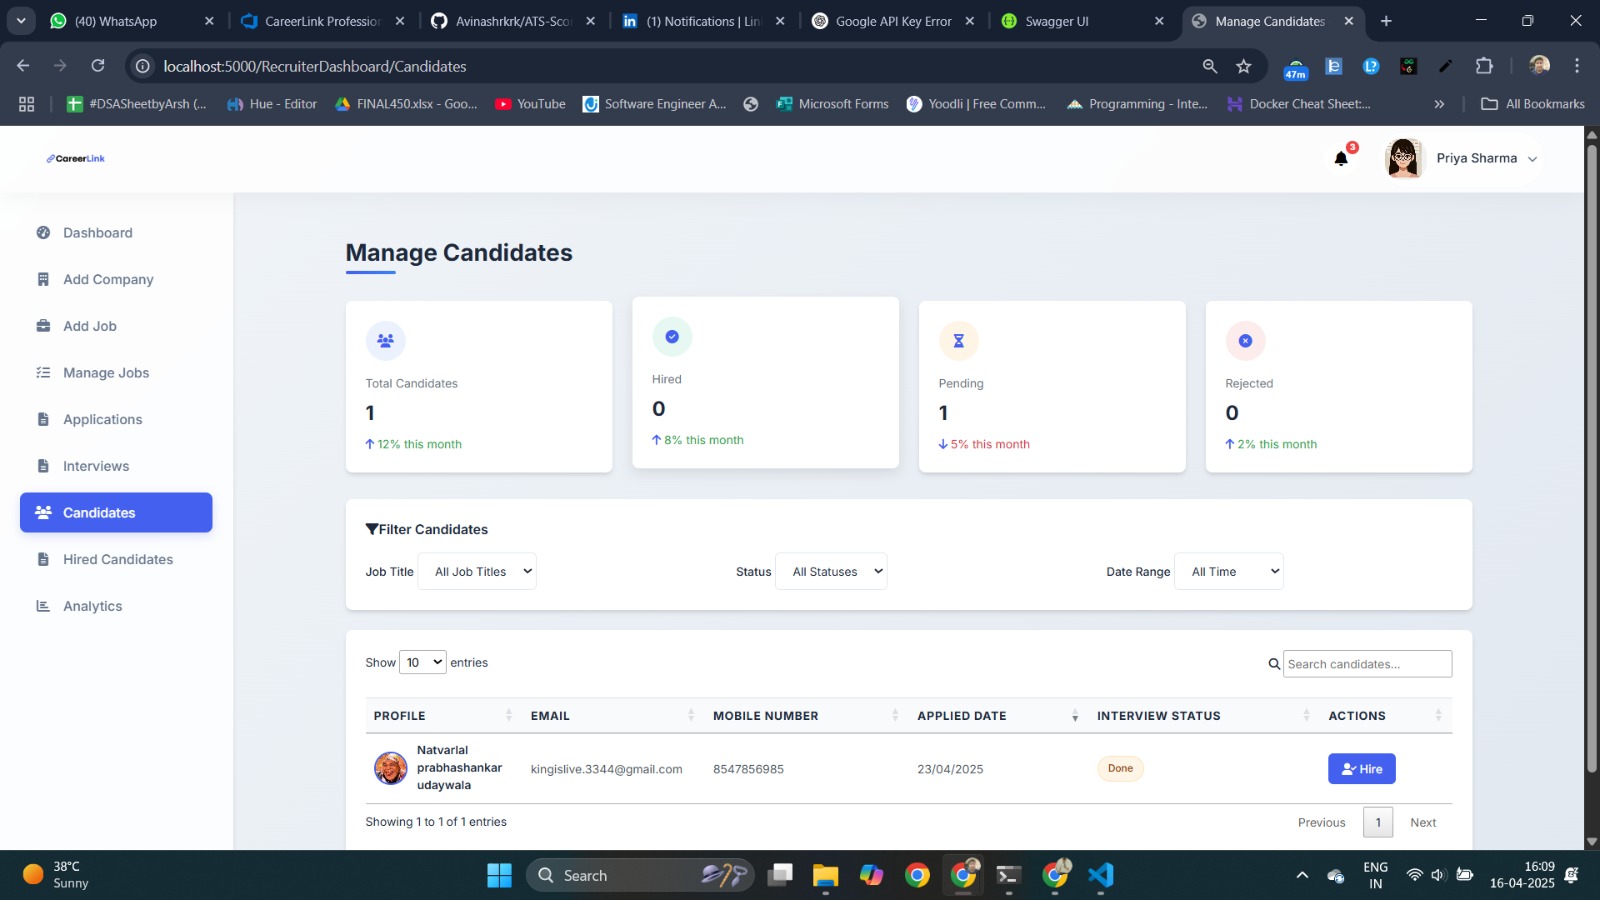 (40) WhatsApp
CareerLink Profession
Avinashrkrk/ATS-Scor
(1) Notifications | Lin
Google API Key Error
Swagger UI
Manage Candidates
localhost:5000/RecruiterDashboard/Candidates
47m
#DSASheetbyArsh (...
Hue - Editor
FINAL450.xlsx - Goo...
YouTube
Software Engineer A...
Microsoft Forms
Yoodli | Free Comm...
Programming - Inte...
Docker Cheat Sheet:...
»
All Bookmarks
CareerLink
3
Priya Sharma
Dashboard
Add Company
Add Job
Manage Jobs
Applications
Interviews
Candidates
Hired Candidates
Analytics
Manage Candidates
Total Candidates
1
12% this month
Hired
0
8% this month
Pending
1
5% this month
Rejected
0
2% this month
Filter Candidates
Job Title All Job Titles
Status All Statuses
Date Range All Time
Show 10 entries
Search candidates...
PROFILE EMAIL MOBILE NUMBER APPLIED DATE INTERVIEW STATUS ACTIONS
Natvarlal
prabhashankar
udaywala
kingislive.3344@gmail.com 8547856985 23/04/2025 Done Hire
Showing 1 to 1 of 1 entries
Previous 1 Next
38°C
Sunny
Search
ENG
IN
16:09
16-04-2025